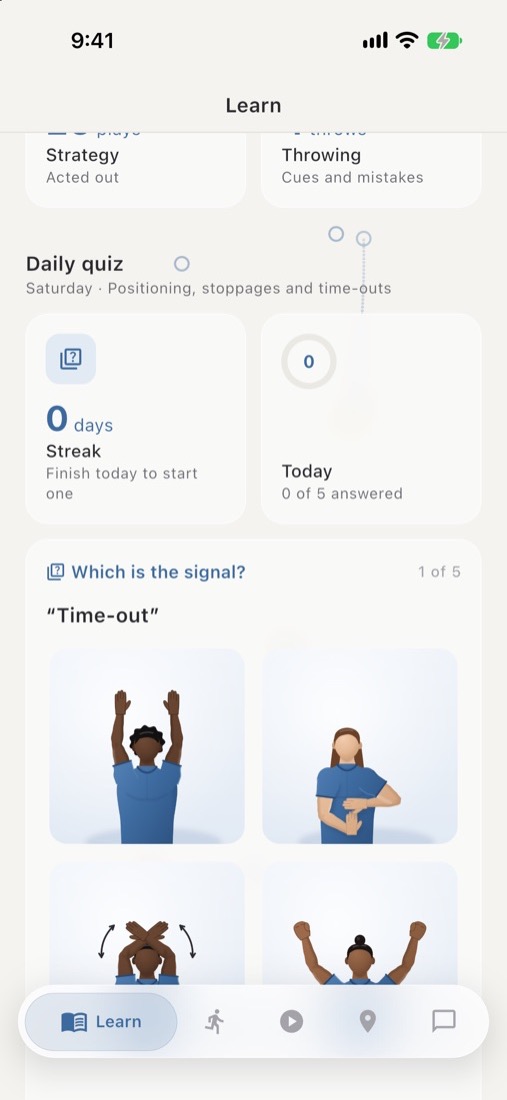 9:41
Learn
plays
throws
Strategy
Throwing
Acted out
Cues and mistakes
Daily quiz
Saturday · Positioning, stoppages and time-outs
0 days
Streak
Finish today to start
one
0
Today
0 of 5 answered
Which is the signal?
1 of 5
“Time-out”
Learn